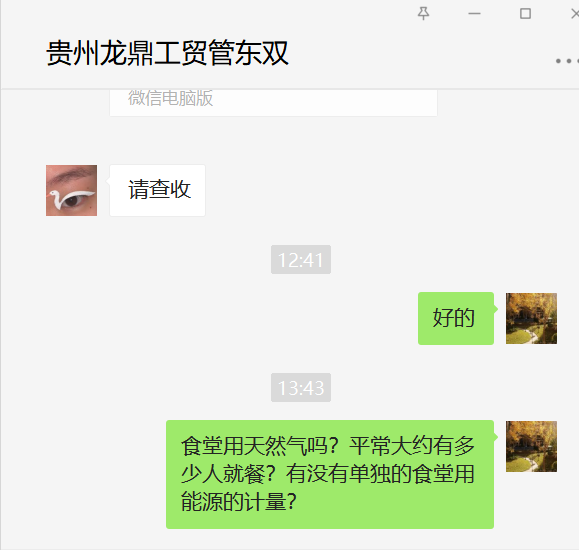 贵州龙鼎工贸管东双
微信电脑版
请查收
12:41
好的
13:43
食堂用天然气吗？平常大约有多
少人就餐？有没有单独的食堂用
能源的计量？